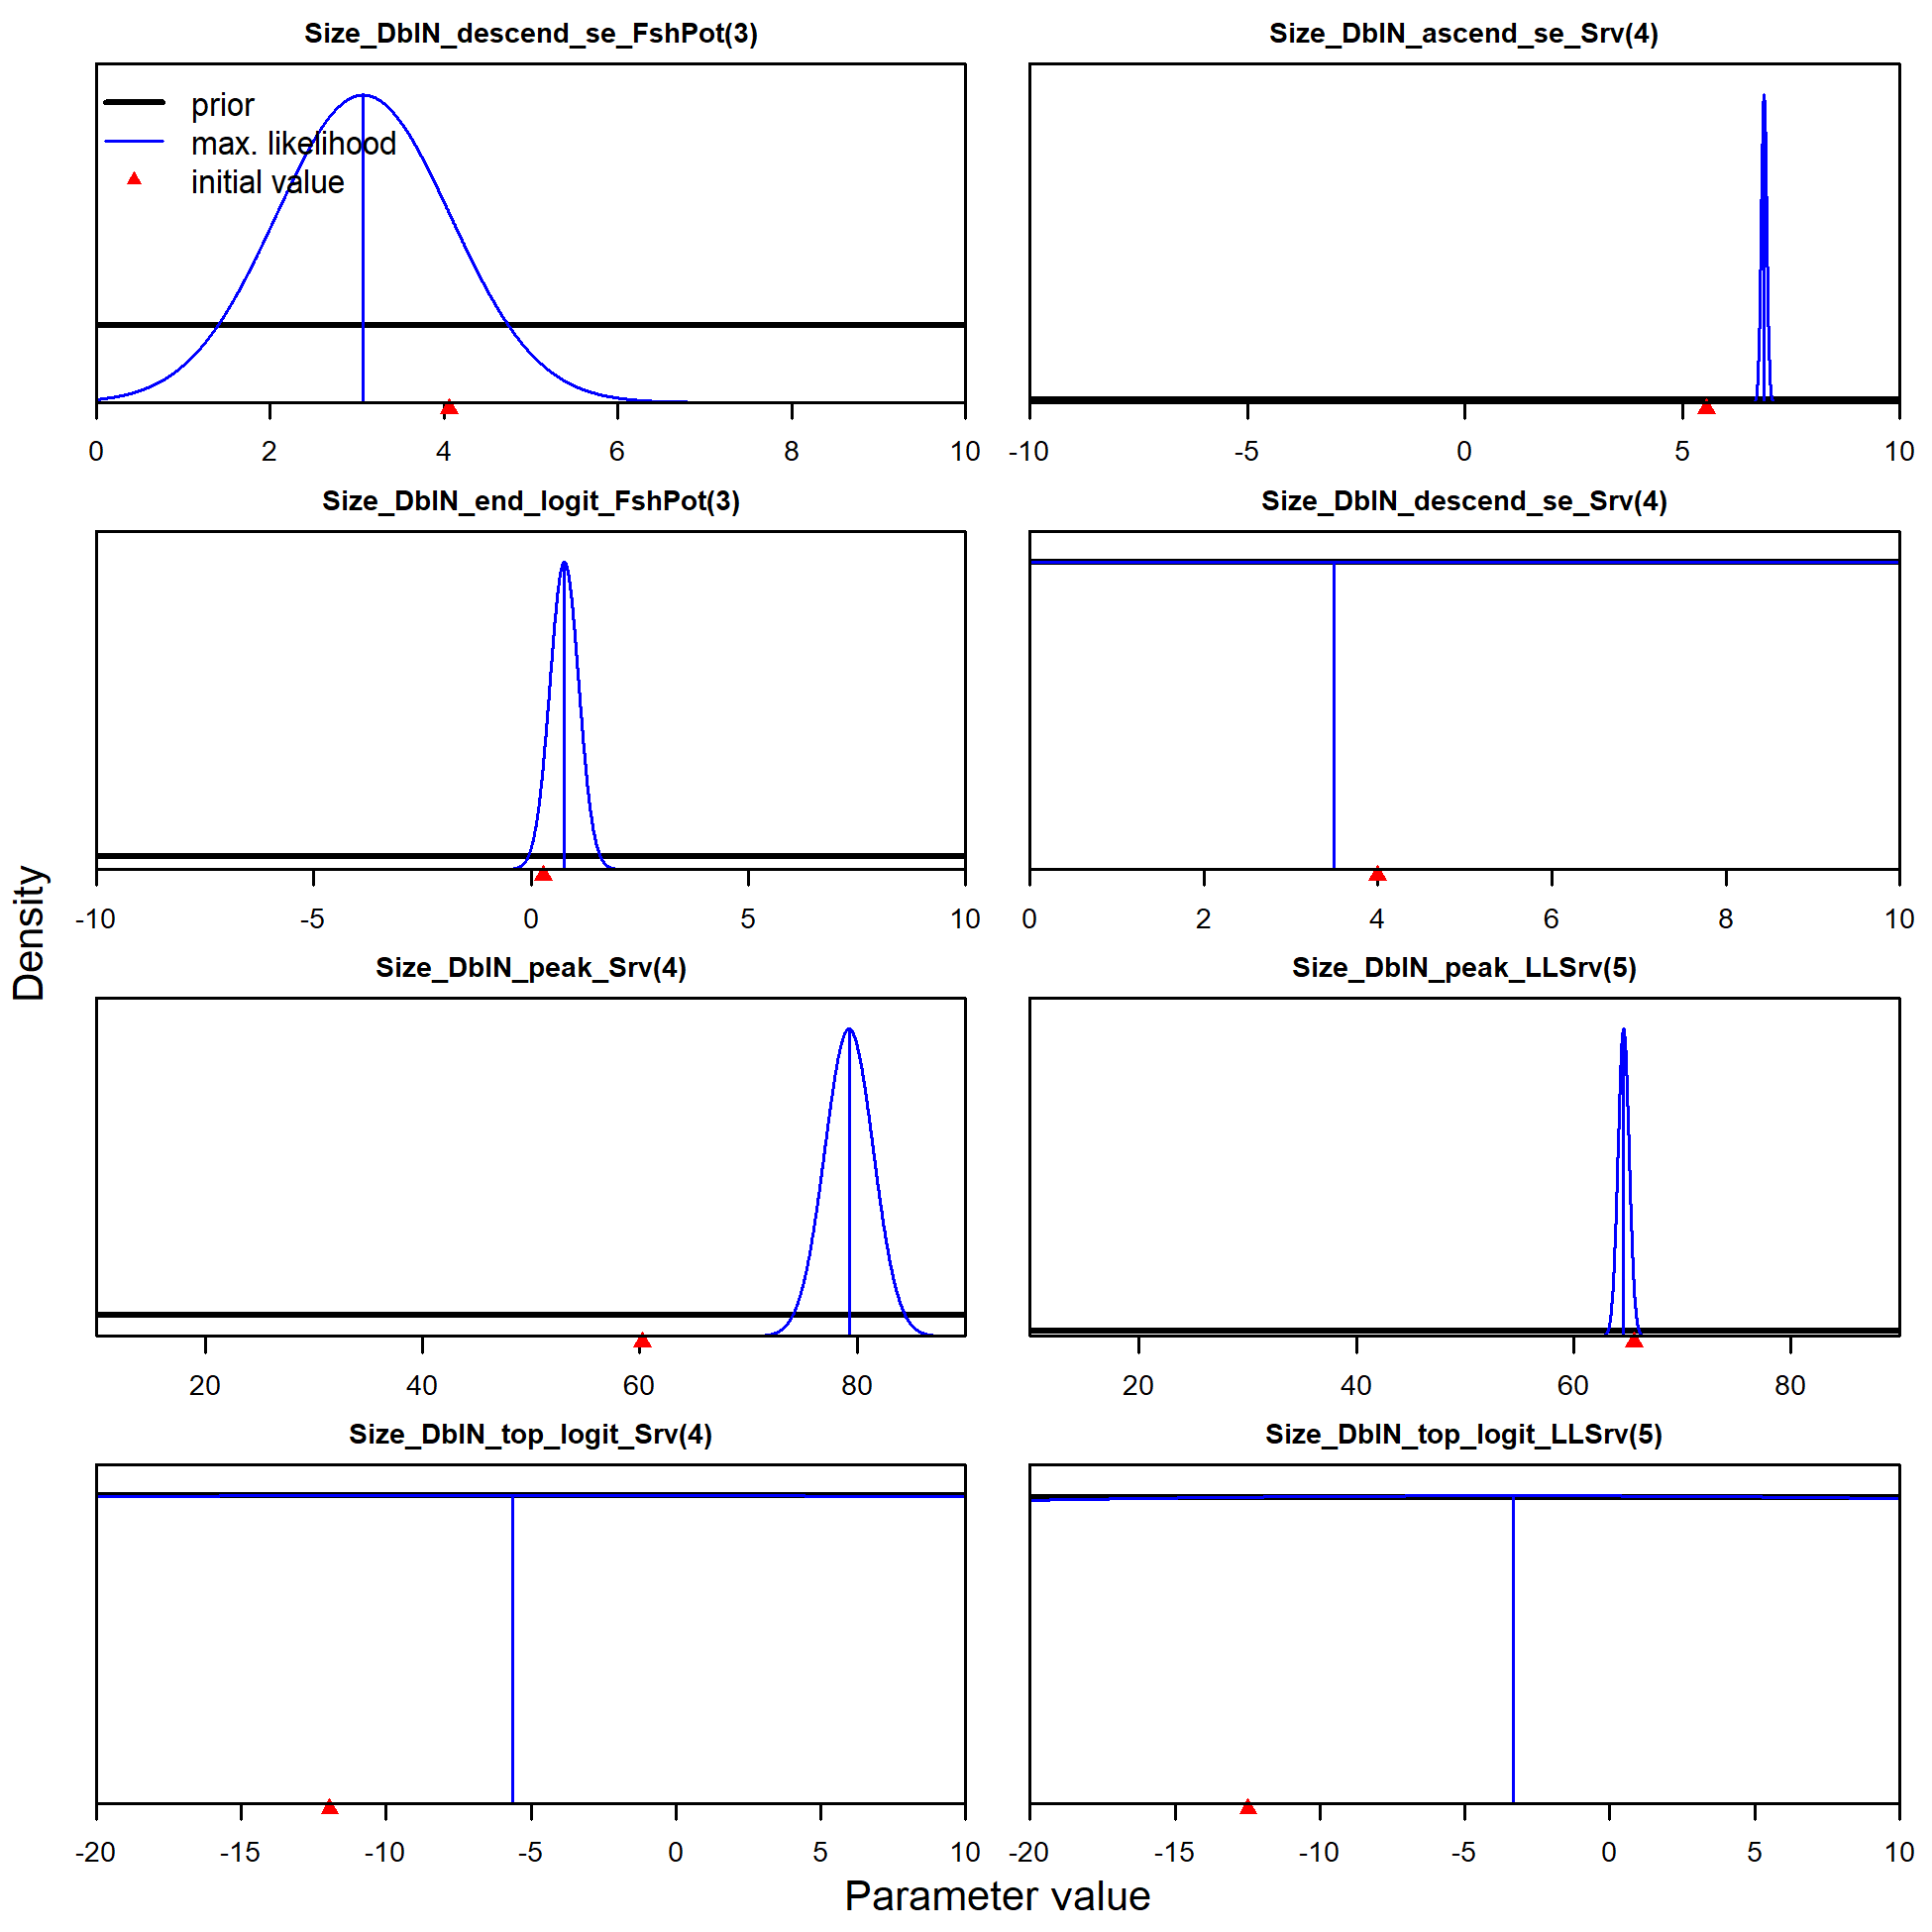 Size_DblN_descend_se_FshPot(3)
prior
max. likelihood
initial value
0 2 4 6 8 10
Size_DblN_ascend_se_Srv(4)
-10 -5 0 5 10
Size_DblN_end_logit_FshPot(3)
-10 -5 0 5 10
Size_DblN_descend_se_Srv(4)
0 2 4 6 8 10
Size_DblN_peak_Srv(4)
20 40 60 80
Size_DblN_peak_LLSrv(5)
20 40 60 80
Size_DblN_top_logit_Srv(4)
-20 -15 -10 -5 0 5 10
Size_DblN_top_logit_LLSrv(5)
-20 -15 -10 -5 0 5 10
Density
Parameter value